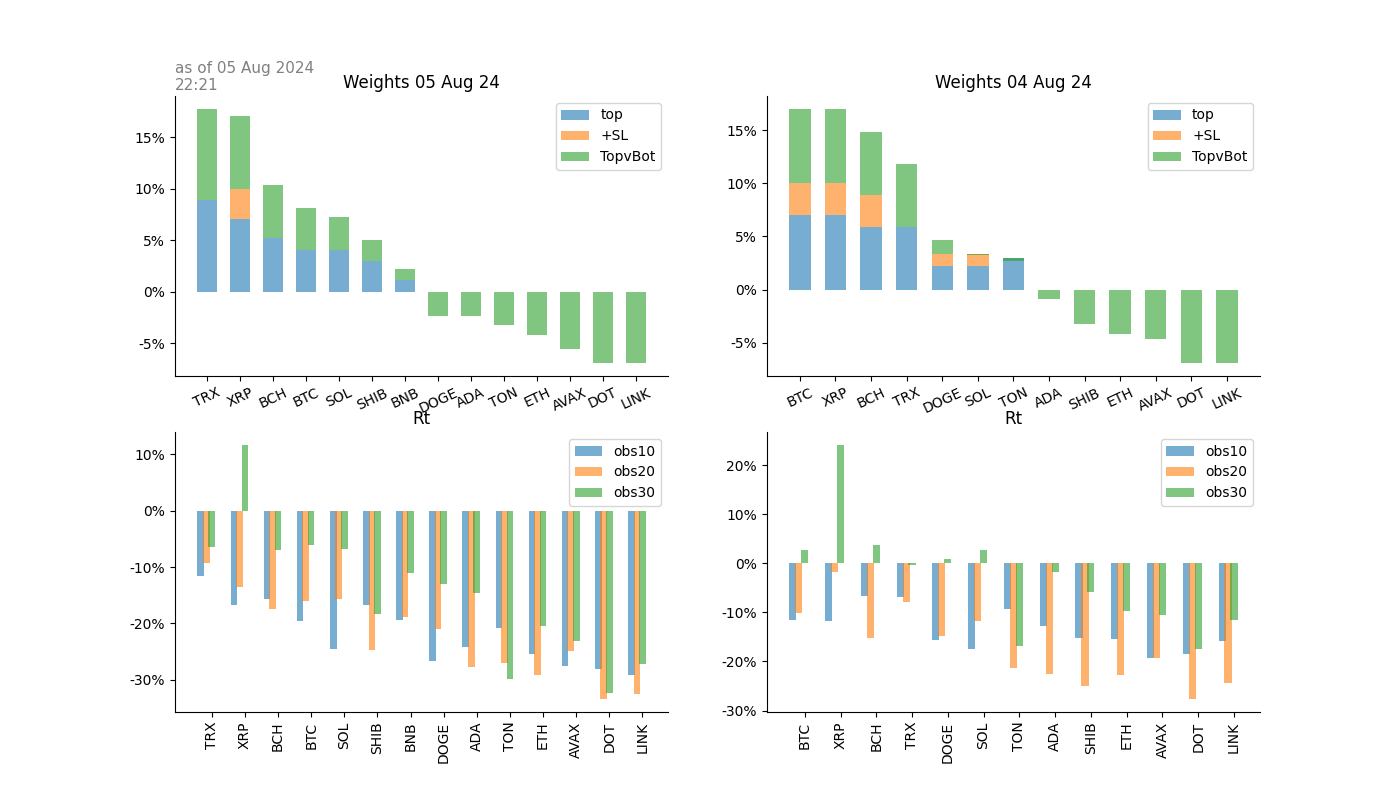 as of 05 Aug 2024
22:21
Weights 05 Aug 24
15%
10%
5%
0%
-5%
top
+SL
TopvBot
TRX XRP BCH BTC SOL SHIB BNB DOGE ADA TON ETH AVAX DOT LINK
Weights 04 Aug 24
15%
10%
5%
0%
-5%
top
+SL
TopvBot
BTC XRP BCH TRX DOGE SOL TON ADA SHIB ETH AVAX DOT LINK
Rt
10%
0%
-10%
-20%
-30%
obs10
obs20
obs30
TRX XRP BCH BTC SOL SHIB BNB DOGE ADA TON ETH AVAX DOT LINK
Rt
20%
10%
0%
-10%
-20%
-30%
obs10
obs20
obs30
BTC XRP BCH TRX DOGE SOL TON ADA SHIB ETH AVAX DOT LINK